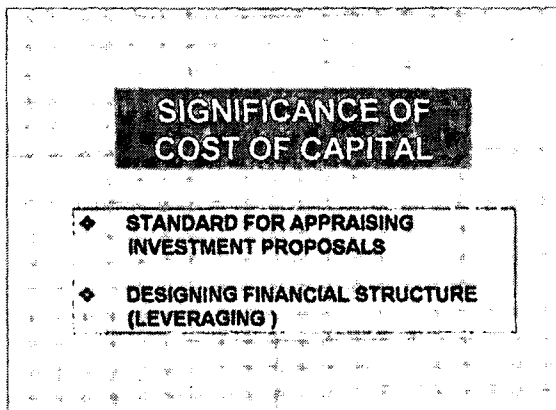 SIGNIFICANCE OF
COST OF CAPITAL
❖ STANDARD FOR APPRAISING
INVESTMENT PROPOSALS
❖ DESIGNING FINANCIAL STRUCTURE
(LEVERAGING )